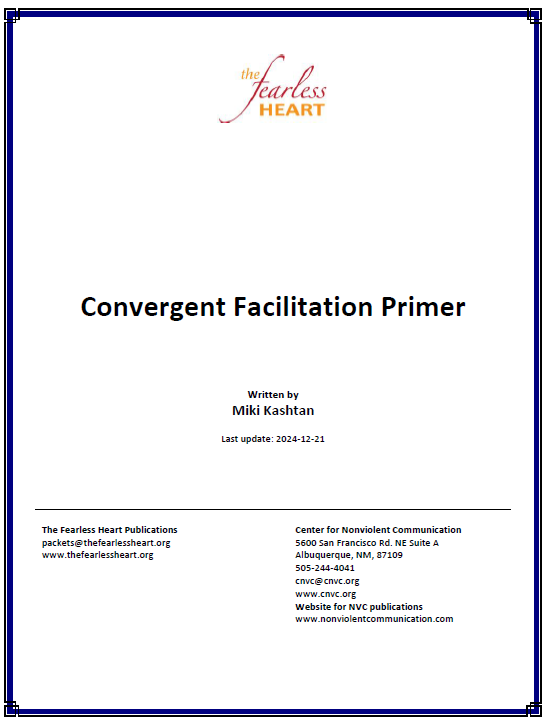 the
fearless
HEART
Convergent Facilitation Primer
Written by
Miki Kashtan
Last update: 2024-12-21
The Fearless Heart Publications
packets@thefearlessheart.org
www.thefearlessheart.org
Center for Nonviolent Communication
5600 San Francisco Rd. NE Suite A
Albuquerque, NM, 87109
505-244-4041
cnvc@cnvc.org
www.cnvc.org
Website for NVC publications
www.nonviolentcommunication.com